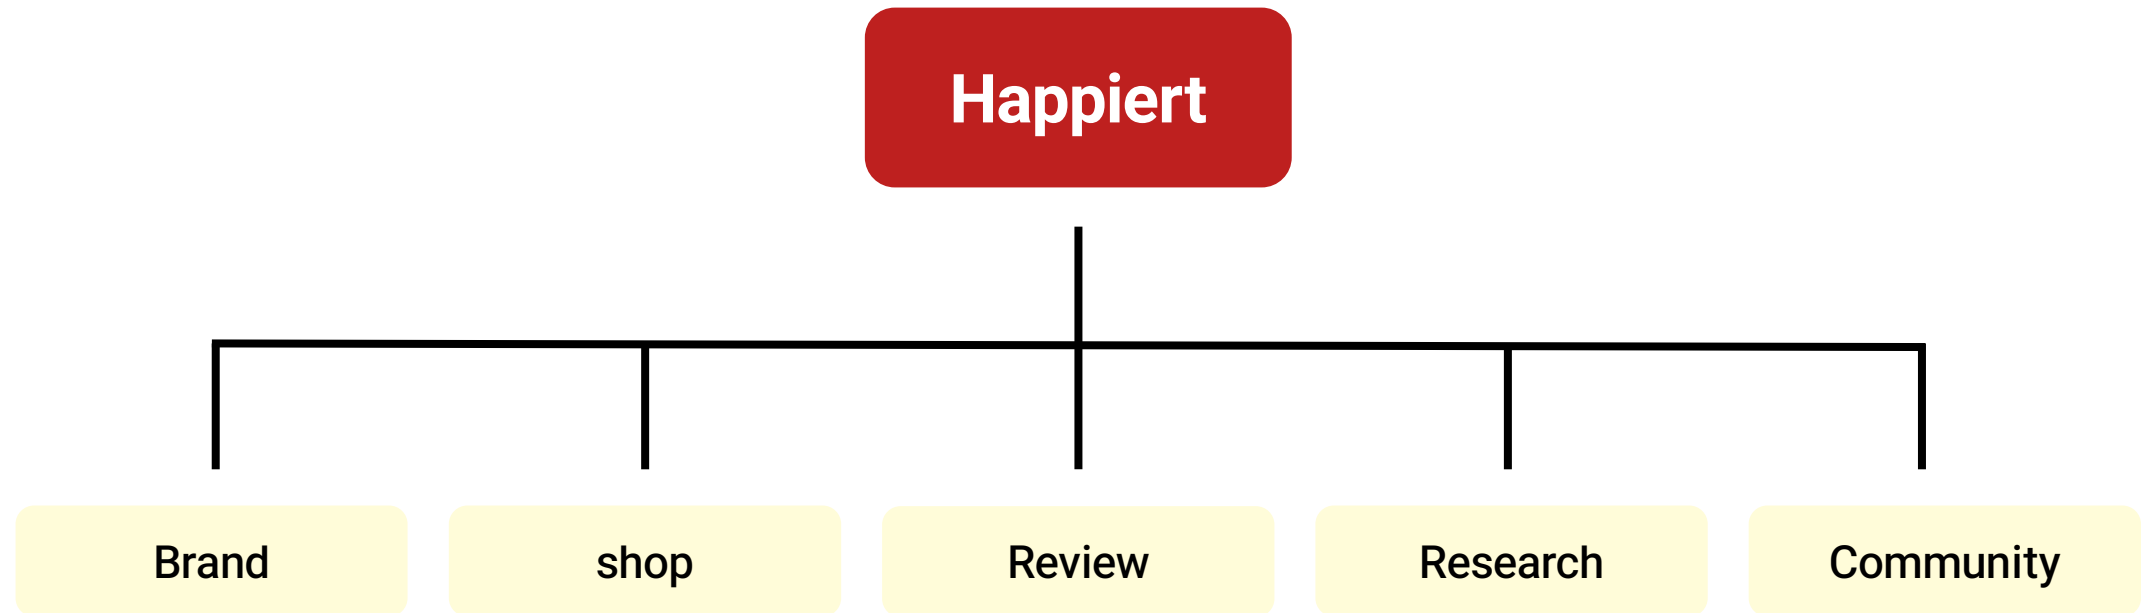 Happiert
Brand
shop
Review
Research
Community